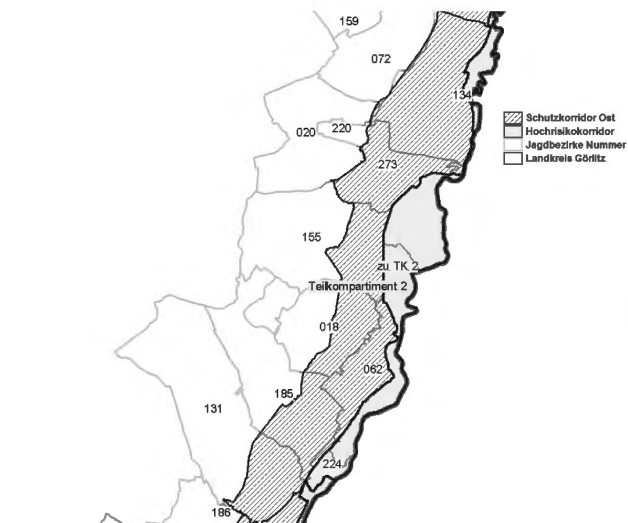 159
072
134
020
220
273
Schutzkorridor Ost
Hochrisikokorridor
Jagdbezirke Nummer
Landkreis Görlitz
155
zu TK 2
Teilkompartiment 2
018
062
185
131
224
186